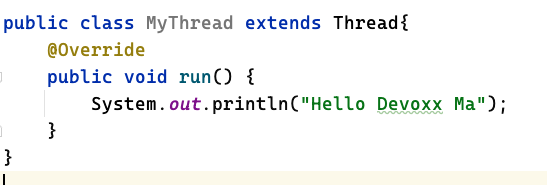 public class MyThread extends Thread{
    @Override
    public void run() {
        System.out.println("Hello Devoxx Ma");
    }
}